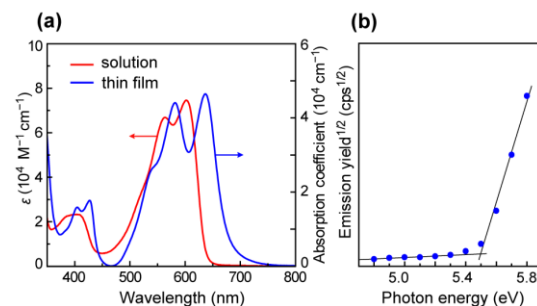 (a)
solution
thin film
ε (10⁴ M⁻¹ cm⁻¹)
10
8
6
4
2
0
400 500 600 700 800
Wavelength (nm)
6
4
2
0
Absorption coefficient (10⁴ cm⁻¹)
(b)
Emission yield¹ᐟ² (cps¹ᐟ²)
5.0 5.4 5.8
Photon energy (eV)